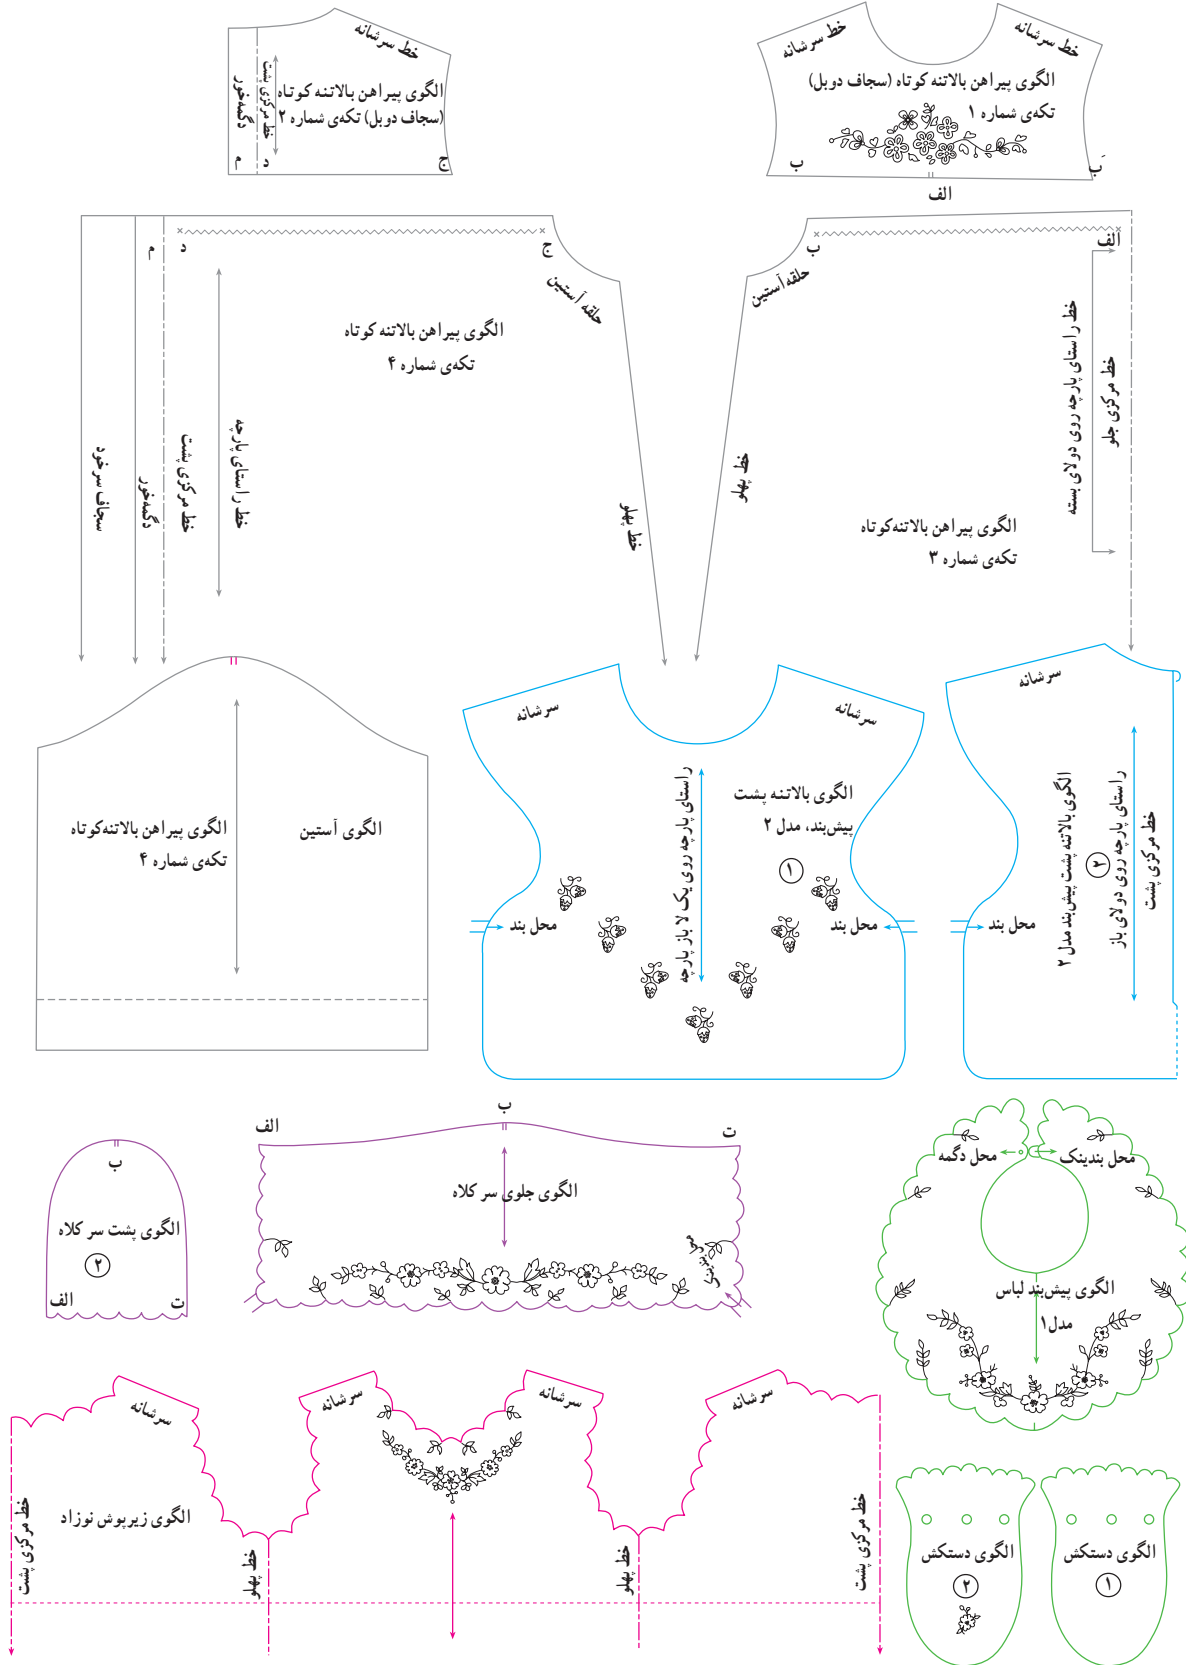 خط سرشانه
خط سرشانه
الگوی پیراهن بالاتنه کوتاه (سجاف دوبل)
تکه‌ی شماره ۱
ب
ب
الف
خط سرشانه
الگوی پیراهن بالاتنه کوتاه
(سجاف دوبل) تکه‌ی شماره ۲
خط مرکزی پشت
دگمه‌خور
ج
د
م
الف
ب
حلقه آستین
خط مرکزی جلو
خط راستای پارچه روی دولای بسته
خط پهلو
الگوی پیراهن بالاتنه کوتاه
تکه‌ی شماره ۳
ج
د
م
حلقه آستین
الگوی پیراهن بالاتنه کوتاه
تکه‌ی شماره ۴
خط پهلو
خط راستای پارچه
خط مرکزی پشت
دگمه‌خور
سجاف سرخود
سرشانه
الگوی بالاتنه پشت پیش‌بند مدل ۲
۲
راستای پارچه روی دولای باز
خط مرکزی پشت
محل بند
سرشانه
سرشانه
الگوی بالاتنه پشت
پیش‌بند، مدل ۲
۱
راستای پارچه روی یک لا باز پارچه
محل بند
محل بند
الگوی آستین
الگوی پیراهن بالاتنه کوتاه
تکه‌ی شماره ۴
محل بندینک
محل دگمه
الگوی پیش‌بند لباس
مدل ۱
ب
الف
ت
الگوی جلوی سر کلاه
محل بندینک
ب
الگوی پشت سر کلاه
۲
الف
ت
سرشانه
سرشانه
سرشانه
سرشانه
خط مرکزی پشت
خط پهلو
خط پهلو
خط مرکزی پشت
الگوی زیرپوش نوزاد
الگوی دستکش
۱
الگوی دستکش
۲